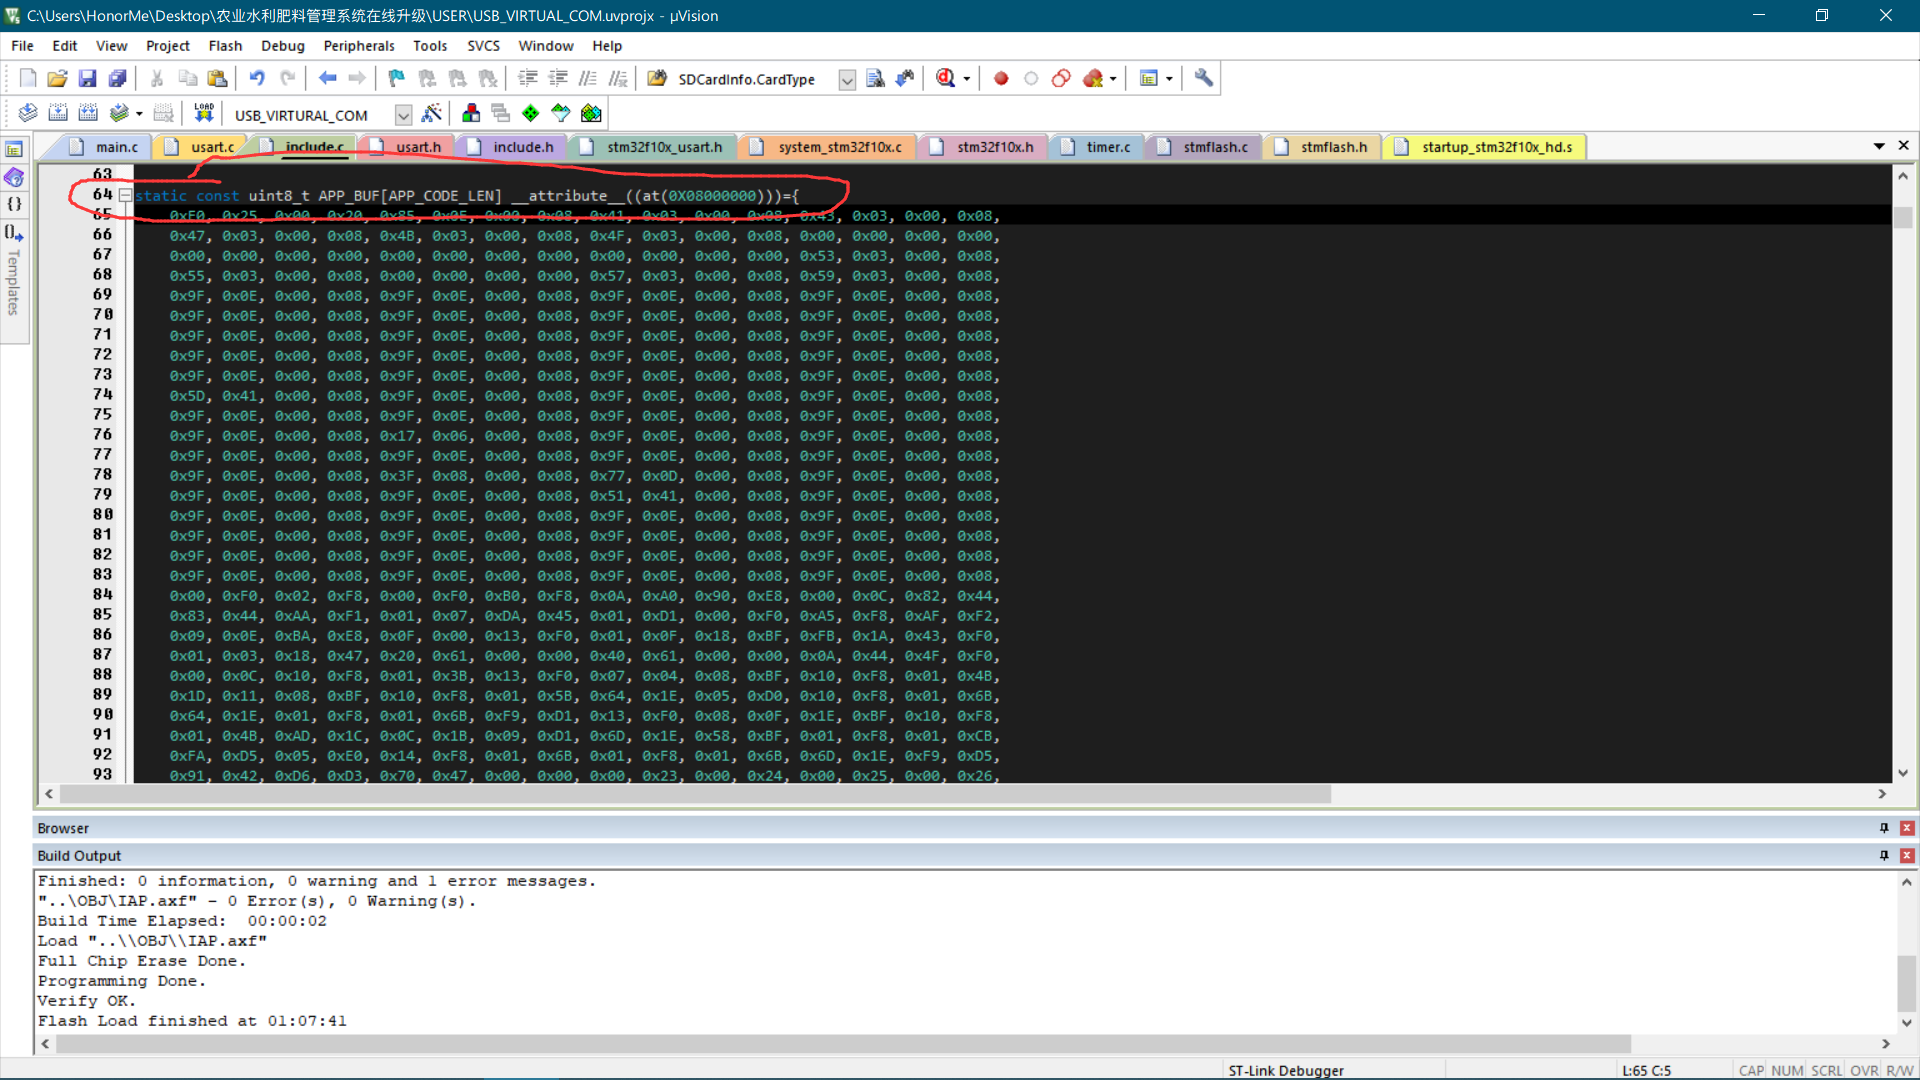 C:\Users\HonorMe\Desktop\农业水利肥料管理系统在线升级\USER\USB_VIRTUAL_COM.uvprojx - µVision
File Edit View Project Flash Debug Peripherals Tools SVCS Window Help
SDCardInfo.CardType
LOAD USB_VIRTURAL_COM
main.c usart.c include.c usart.h include.h stm32f10x_usart.h system_stm32f10x.c stm32f10x.h timer.c stmflash.c stmflash.h startup_stm32f10x_hd.s
Templates
63
64 static const uint8_t APP_BUF[APP_CODE_LEN] __attribute__((at(0X08000000)))={
65 0xE0, 0x25, 0x00, 0x20, 0x85, 0x0E, 0x00, 0x08, 0x41, 0x03, 0x00, 0x08, 0x43, 0x03, 0x00, 0x08,
66 0x47, 0x03, 0x00, 0x08, 0x4B, 0x03, 0x00, 0x08, 0x4F, 0x03, 0x00, 0x08, 0x00, 0x00, 0x00, 0x00,
67 0x00, 0x00, 0x00, 0x00, 0x00, 0x00, 0x00, 0x00, 0x00, 0x00, 0x00, 0x00, 0x53, 0x03, 0x00, 0x08,
68 0x55, 0x03, 0x00, 0x08, 0x00, 0x00, 0x00, 0x00, 0x57, 0x03, 0x00, 0x08, 0x59, 0x03, 0x00, 0x08,
69 0x9F, 0x0E, 0x00, 0x08, 0x9F, 0x0E, 0x00, 0x08, 0x9F, 0x0E, 0x00, 0x08, 0x9F, 0x0E, 0x00, 0x08,
70 0x9F, 0x0E, 0x00, 0x08, 0x9F, 0x0E, 0x00, 0x08, 0x9F, 0x0E, 0x00, 0x08, 0x9F, 0x0E, 0x00, 0x08,
71 0x9F, 0x0E, 0x00, 0x08, 0x9F, 0x0E, 0x00, 0x08, 0x9F, 0x0E, 0x00, 0x08, 0x9F, 0x0E, 0x00, 0x08,
72 0x9F, 0x0E, 0x00, 0x08, 0x9F, 0x0E, 0x00, 0x08, 0x9F, 0x0E, 0x00, 0x08, 0x9F, 0x0E, 0x00, 0x08,
73 0x9F, 0x0E, 0x00, 0x08, 0x9F, 0x0E, 0x00, 0x08, 0x9F, 0x0E, 0x00, 0x08, 0x9F, 0x0E, 0x00, 0x08,
74 0x5D, 0x41, 0x00, 0x08, 0x9F, 0x0E, 0x00, 0x08, 0x9F, 0x0E, 0x00, 0x08, 0x9F, 0x0E, 0x00, 0x08,
75 0x9F, 0x0E, 0x00, 0x08, 0x9F, 0x0E, 0x00, 0x08, 0x9F, 0x0E, 0x00, 0x08, 0x9F, 0x0E, 0x00, 0x08,
76 0x9F, 0x0E, 0x00, 0x08, 0x17, 0x06, 0x00, 0x08, 0x9F, 0x0E, 0x00, 0x08, 0x9F, 0x0E, 0x00, 0x08,
77 0x9F, 0x0E, 0x00, 0x08, 0x9F, 0x0E, 0x00, 0x08, 0x9F, 0x0E, 0x00, 0x08, 0x9F, 0x0E, 0x00, 0x08,
78 0x9F, 0x0E, 0x00, 0x08, 0x3F, 0x08, 0x00, 0x08, 0x77, 0x0D, 0x00, 0x08, 0x9F, 0x0E, 0x00, 0x08,
79 0x9F, 0x0E, 0x00, 0x08, 0x9F, 0x0E, 0x00, 0x08, 0x51, 0x41, 0x00, 0x08, 0x9F, 0x0E, 0x00, 0x08,
80 0x9F, 0x0E, 0x00, 0x08, 0x9F, 0x0E, 0x00, 0x08, 0x9F, 0x0E, 0x00, 0x08, 0x9F, 0x0E, 0x00, 0x08,
81 0x9F, 0x0E, 0x00, 0x08, 0x9F, 0x0E, 0x00, 0x08, 0x9F, 0x0E, 0x00, 0x08, 0x9F, 0x0E, 0x00, 0x08,
82 0x9F, 0x0E, 0x00, 0x08, 0x9F, 0x0E, 0x00, 0x08, 0x9F, 0x0E, 0x00, 0x08, 0x9F, 0x0E, 0x00, 0x08,
83 0x9F, 0x0E, 0x00, 0x08, 0x9F, 0x0E, 0x00, 0x08, 0x9F, 0x0E, 0x00, 0x08, 0x9F, 0x0E, 0x00, 0x08,
84 0x00, 0xF0, 0x02, 0xF8, 0x00, 0xF0, 0xB0, 0xF8, 0x0A, 0xA0, 0x90, 0xE8, 0x00, 0x0C, 0x82, 0x44,
85 0x83, 0x44, 0xAA, 0xF1, 0x01, 0x07, 0xDA, 0x45, 0x01, 0xD1, 0x00, 0xF0, 0xA5, 0xF8, 0xAF, 0xF2,
86 0x09, 0x0E, 0xBA, 0xE8, 0x0F, 0x00, 0x13, 0xF0, 0x01, 0x0F, 0x18, 0xBF, 0xFB, 0x1A, 0x43, 0xF0,
87 0x01, 0x03, 0x18, 0x47, 0x20, 0x61, 0x00, 0x00, 0x40, 0x61, 0x00, 0x00, 0x0A, 0x44, 0x4F, 0xF0,
88 0x00, 0x0C, 0x10, 0xF8, 0x01, 0x3B, 0x13, 0xF0, 0x07, 0x04, 0x08, 0xBF, 0x10, 0xF8, 0x01, 0x4B,
89 0x1D, 0x11, 0x08, 0xBF, 0x10, 0xF8, 0x01, 0x5B, 0x64, 0x1E, 0x05, 0xD0, 0x10, 0xF8, 0x01, 0x6B,
90 0x64, 0x1E, 0x01, 0xF8, 0x01, 0x6B, 0xF9, 0xD1, 0x13, 0xF0, 0x08, 0x0F, 0x1E, 0xBF, 0x10, 0xF8,
91 0x01, 0x4B, 0xAD, 0x1C, 0x0C, 0x1B, 0x09, 0xD1, 0x6D, 0x1E, 0x58, 0xBF, 0x01, 0xF8, 0x01, 0xCB,
92 0xFA, 0xD5, 0x05, 0xE0, 0x14, 0xF8, 0x01, 0x6B, 0x01, 0xF8, 0x01, 0x6B, 0x6D, 0x1E, 0xF9, 0xD5,
93 0x91, 0x42, 0xD6, 0xD3, 0x70, 0x47, 0x00, 0x00, 0x00, 0x23, 0x00, 0x24, 0x00, 0x25, 0x00, 0x26,
Browser
Build Output
Finished: 0 information, 0 warning and 1 error messages.
"..\OBJ\IAP.axf" - 0 Error(s), 0 Warning(s).
Build Time Elapsed:  00:00:02
Load "..\\OBJ\\IAP.axf"
Full Chip Erase Done.
Programming Done.
Verify OK.
Flash Load finished at 01:07:41
ST-Link Debugger L:65 C:5 CAP NUM SCRL OVR R/W